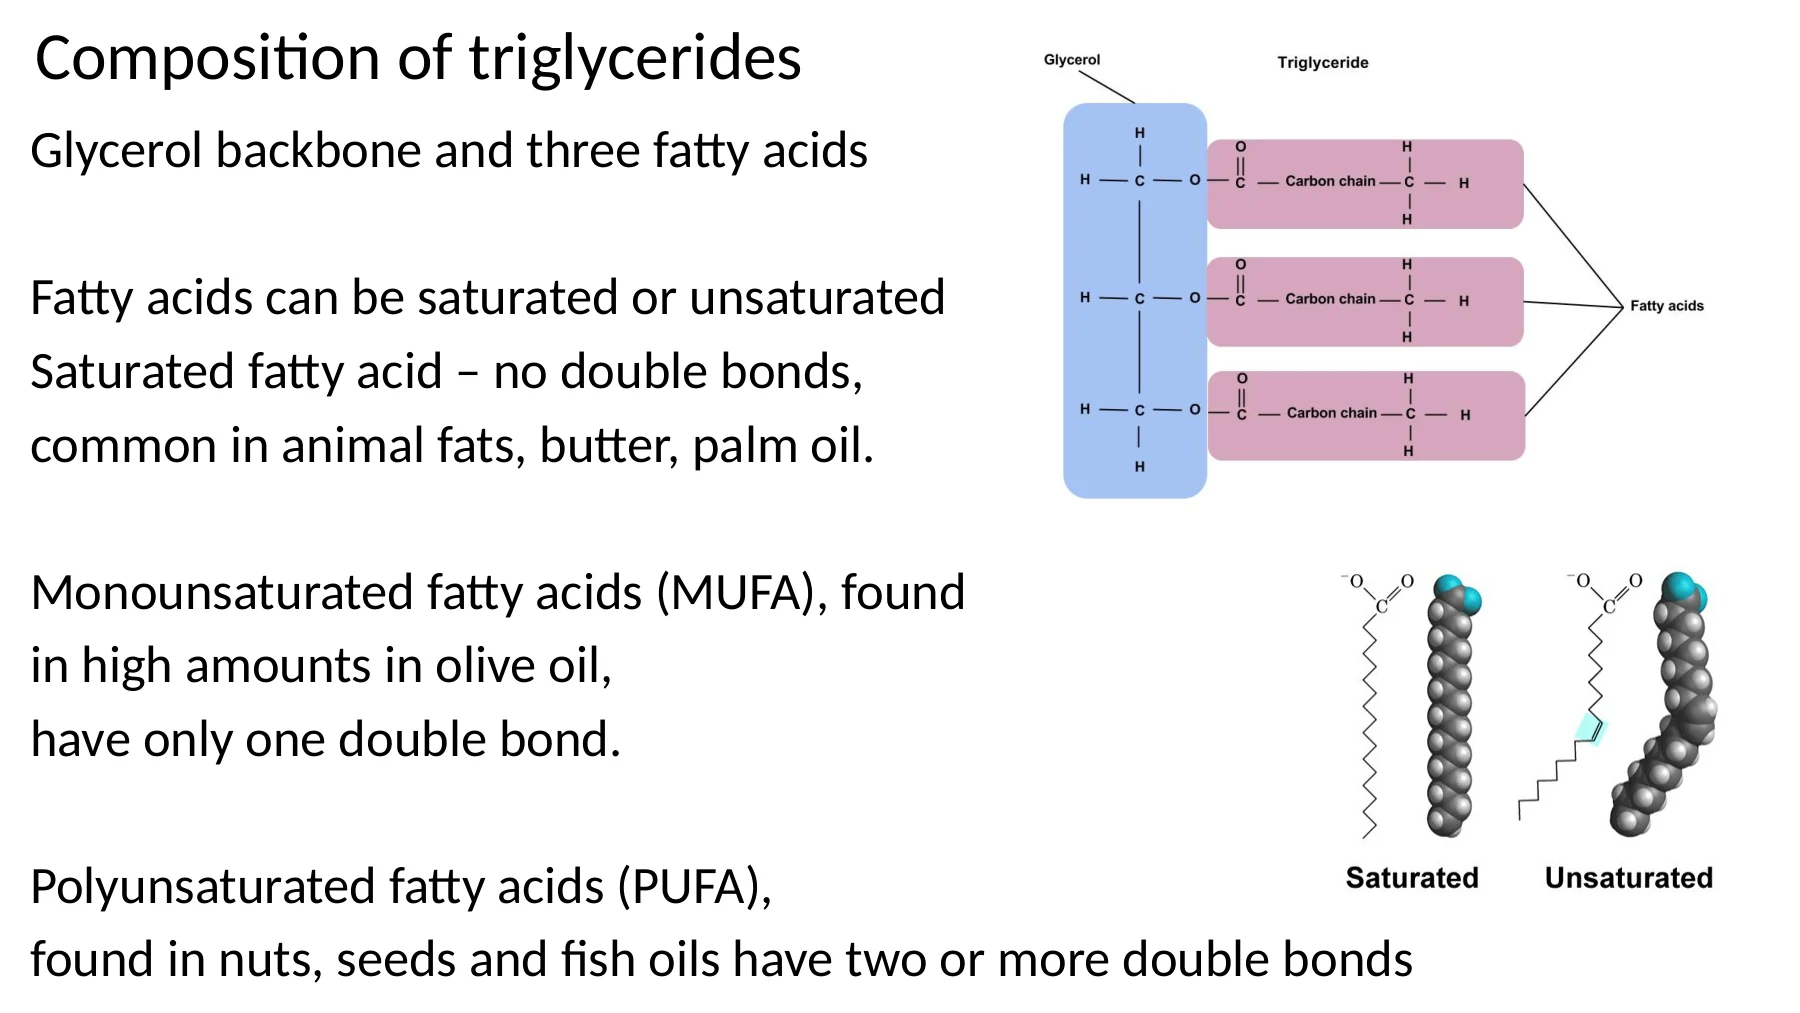 Composition of triglycerides
Glycerol backbone and three fatty acids
Fatty acids can be saturated or unsaturated
Saturated fatty acid – no double bonds,
common in animal fats, butter, palm oil.
Monounsaturated fatty acids (MUFA), found
in high amounts in olive oil,
have only one double bond.
Polyunsaturated fatty acids (PUFA),
found in nuts, seeds and fish oils have two or more double bonds
Glycerol
Triglyceride
H
O H
H C O C Carbon chain C H
H
O H
H C O C Carbon chain C H
H
O H
H C O C Carbon chain C H
H
H
Fatty acids
⁻O O
C
⁻O O
C
Saturated
Unsaturated